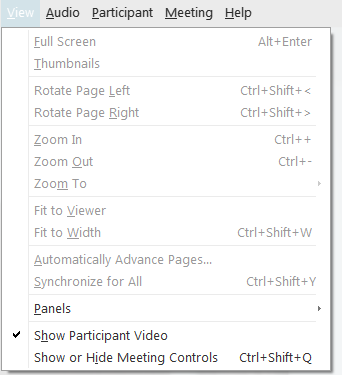 View Audio Participant Meeting Help
Full Screen Alt+Enter
Thumbnails
Rotate Page Left Ctrl+Shift+<
Rotate Page Right Ctrl+Shift+>
Zoom In Ctrl++
Zoom Out Ctrl+-
Zoom To
Fit to Viewer
Fit to Width Ctrl+Shift+W
Automatically Advance Pages...
Synchronize for All Ctrl+Shift+Y
Panels
Show Participant Video
Show or Hide Meeting Controls Ctrl+Shift+Q